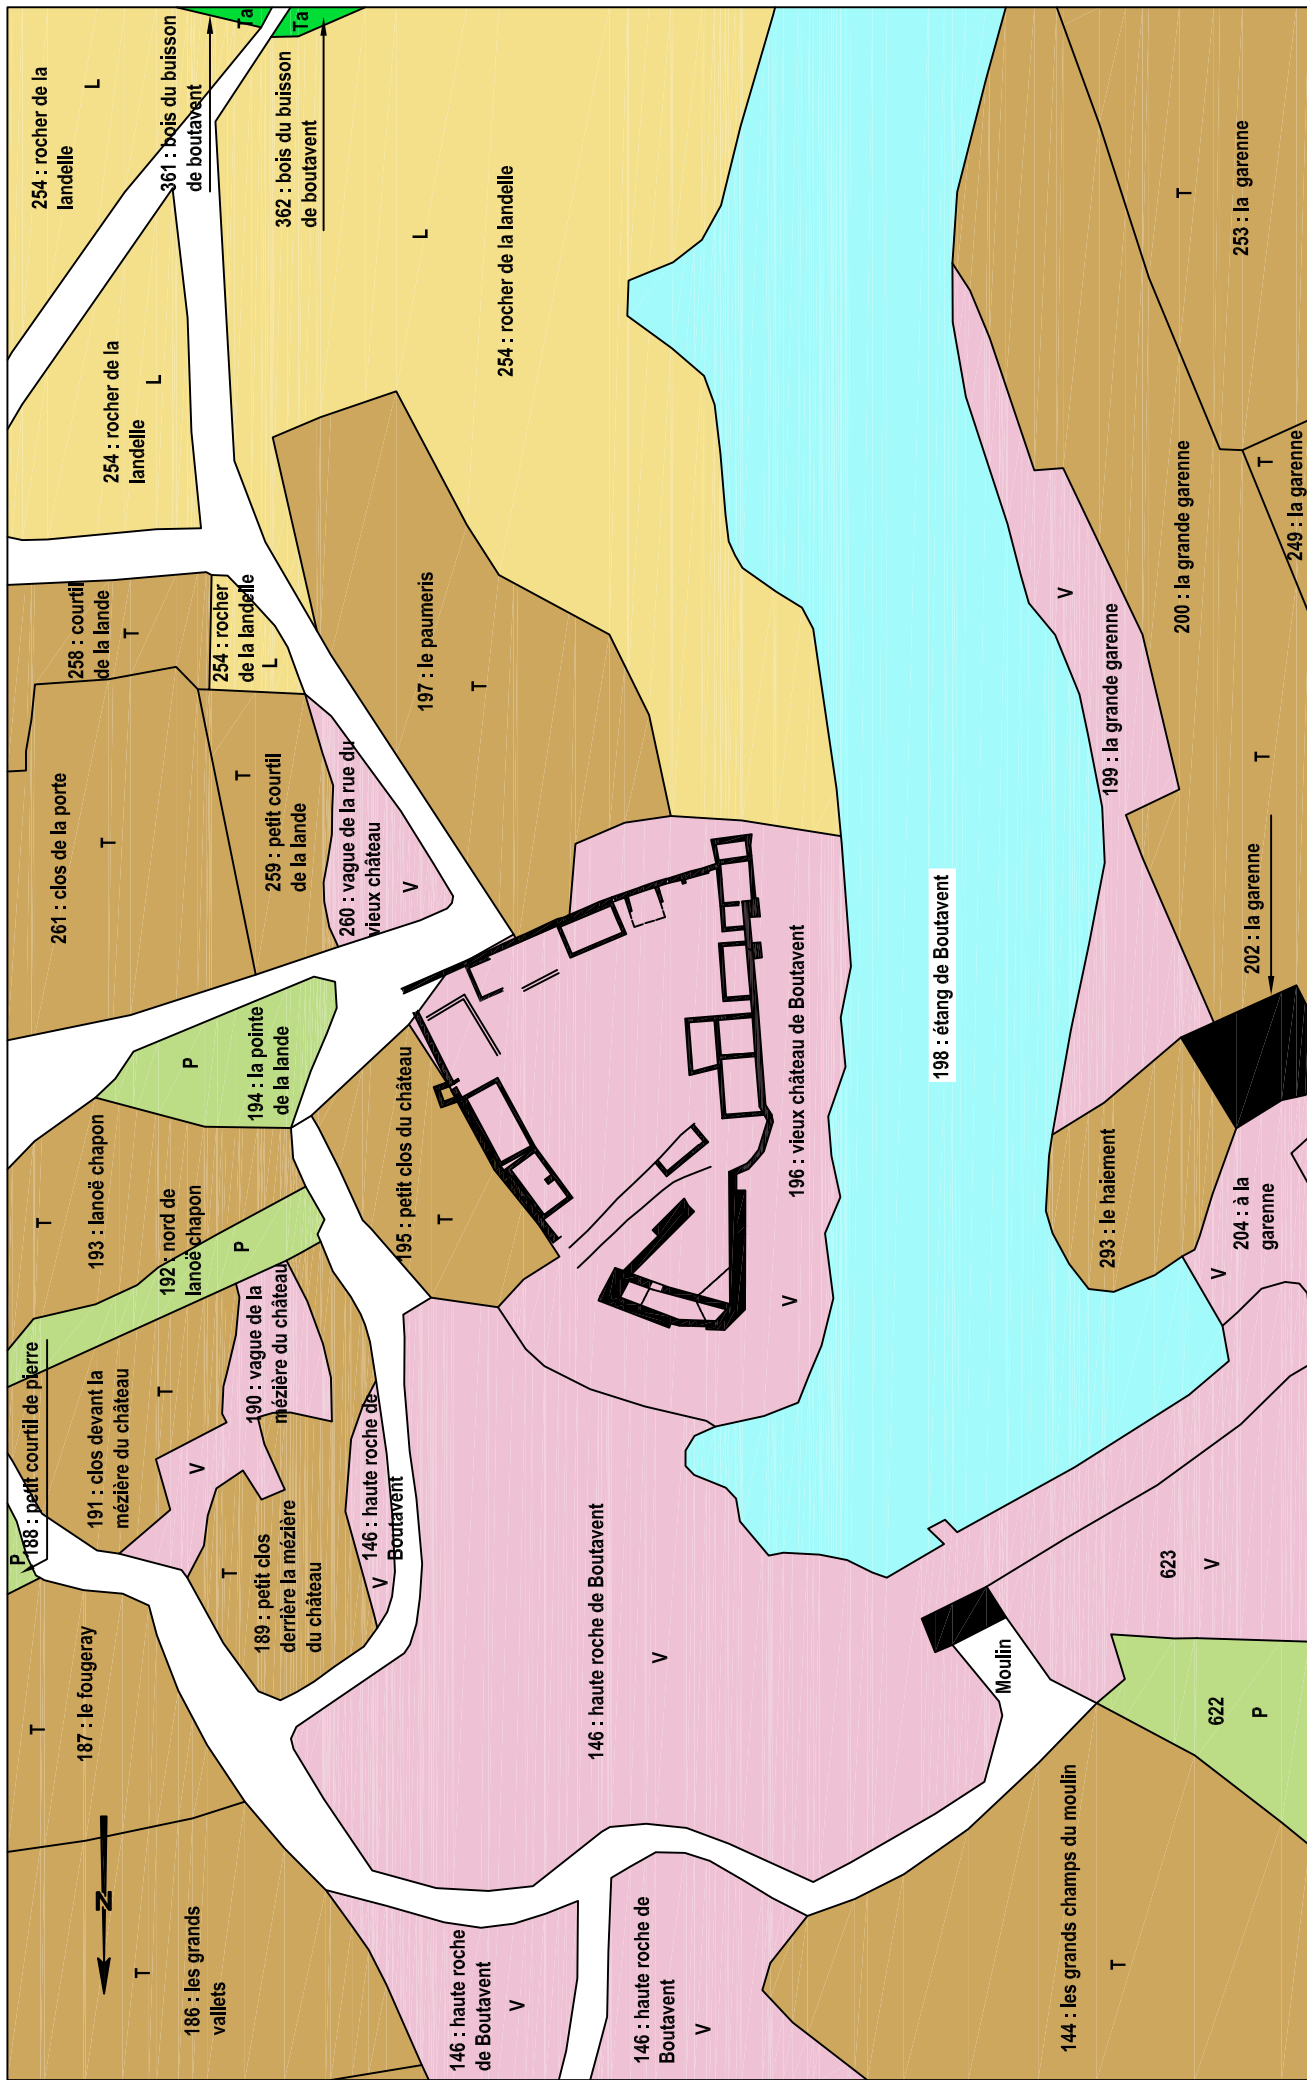 254 : rocher de la
landelle
L
361 : bois du buisson
de boutavent
Ta
362 : bois du buisson
de boutavent
Ta
254 : rocher de la
landelle
L
254 : rocher de la landelle
L
258 : courtil
de la lande
T
254 : rocher
de la landelle
L
261 : clos de la porte
T
259 : petit courtil
de la lande
T
260 : vague de la rue du
vieux château
V
197 : le paumeris
T
194 : la pointe
de la lande
P
193 : lanoë chapon
T
192 : nord de
lanoë chapon
P
195 : petit clos du château
T
196 : vieux château de Boutavent
V
198 : étang de Boutavent
199 : la grande garenne
V
200 : la grande garenne
T
253 : la garenne
T
249 : la garenne
T
202 : la garenne
293 : le haiement
204 : à la
garenne
V
188 : petit courtil de pierre
P
191 : clos devant la
mézière du château
T
190 : vague de la
mézière du château
V
189 : petit clos
derrière la mézière
du château
T
146 : haute roche de
Boutavent
V
187 : le fougeray
T
146 : haute roche de Boutavent
V
Moulin
623
V
622
P
N
186 : les grands
vallets
T
146 : haute roche
de Boutavent
V
146 : haute roche de
Boutavent
V
144 : les grands champs du moulin
T